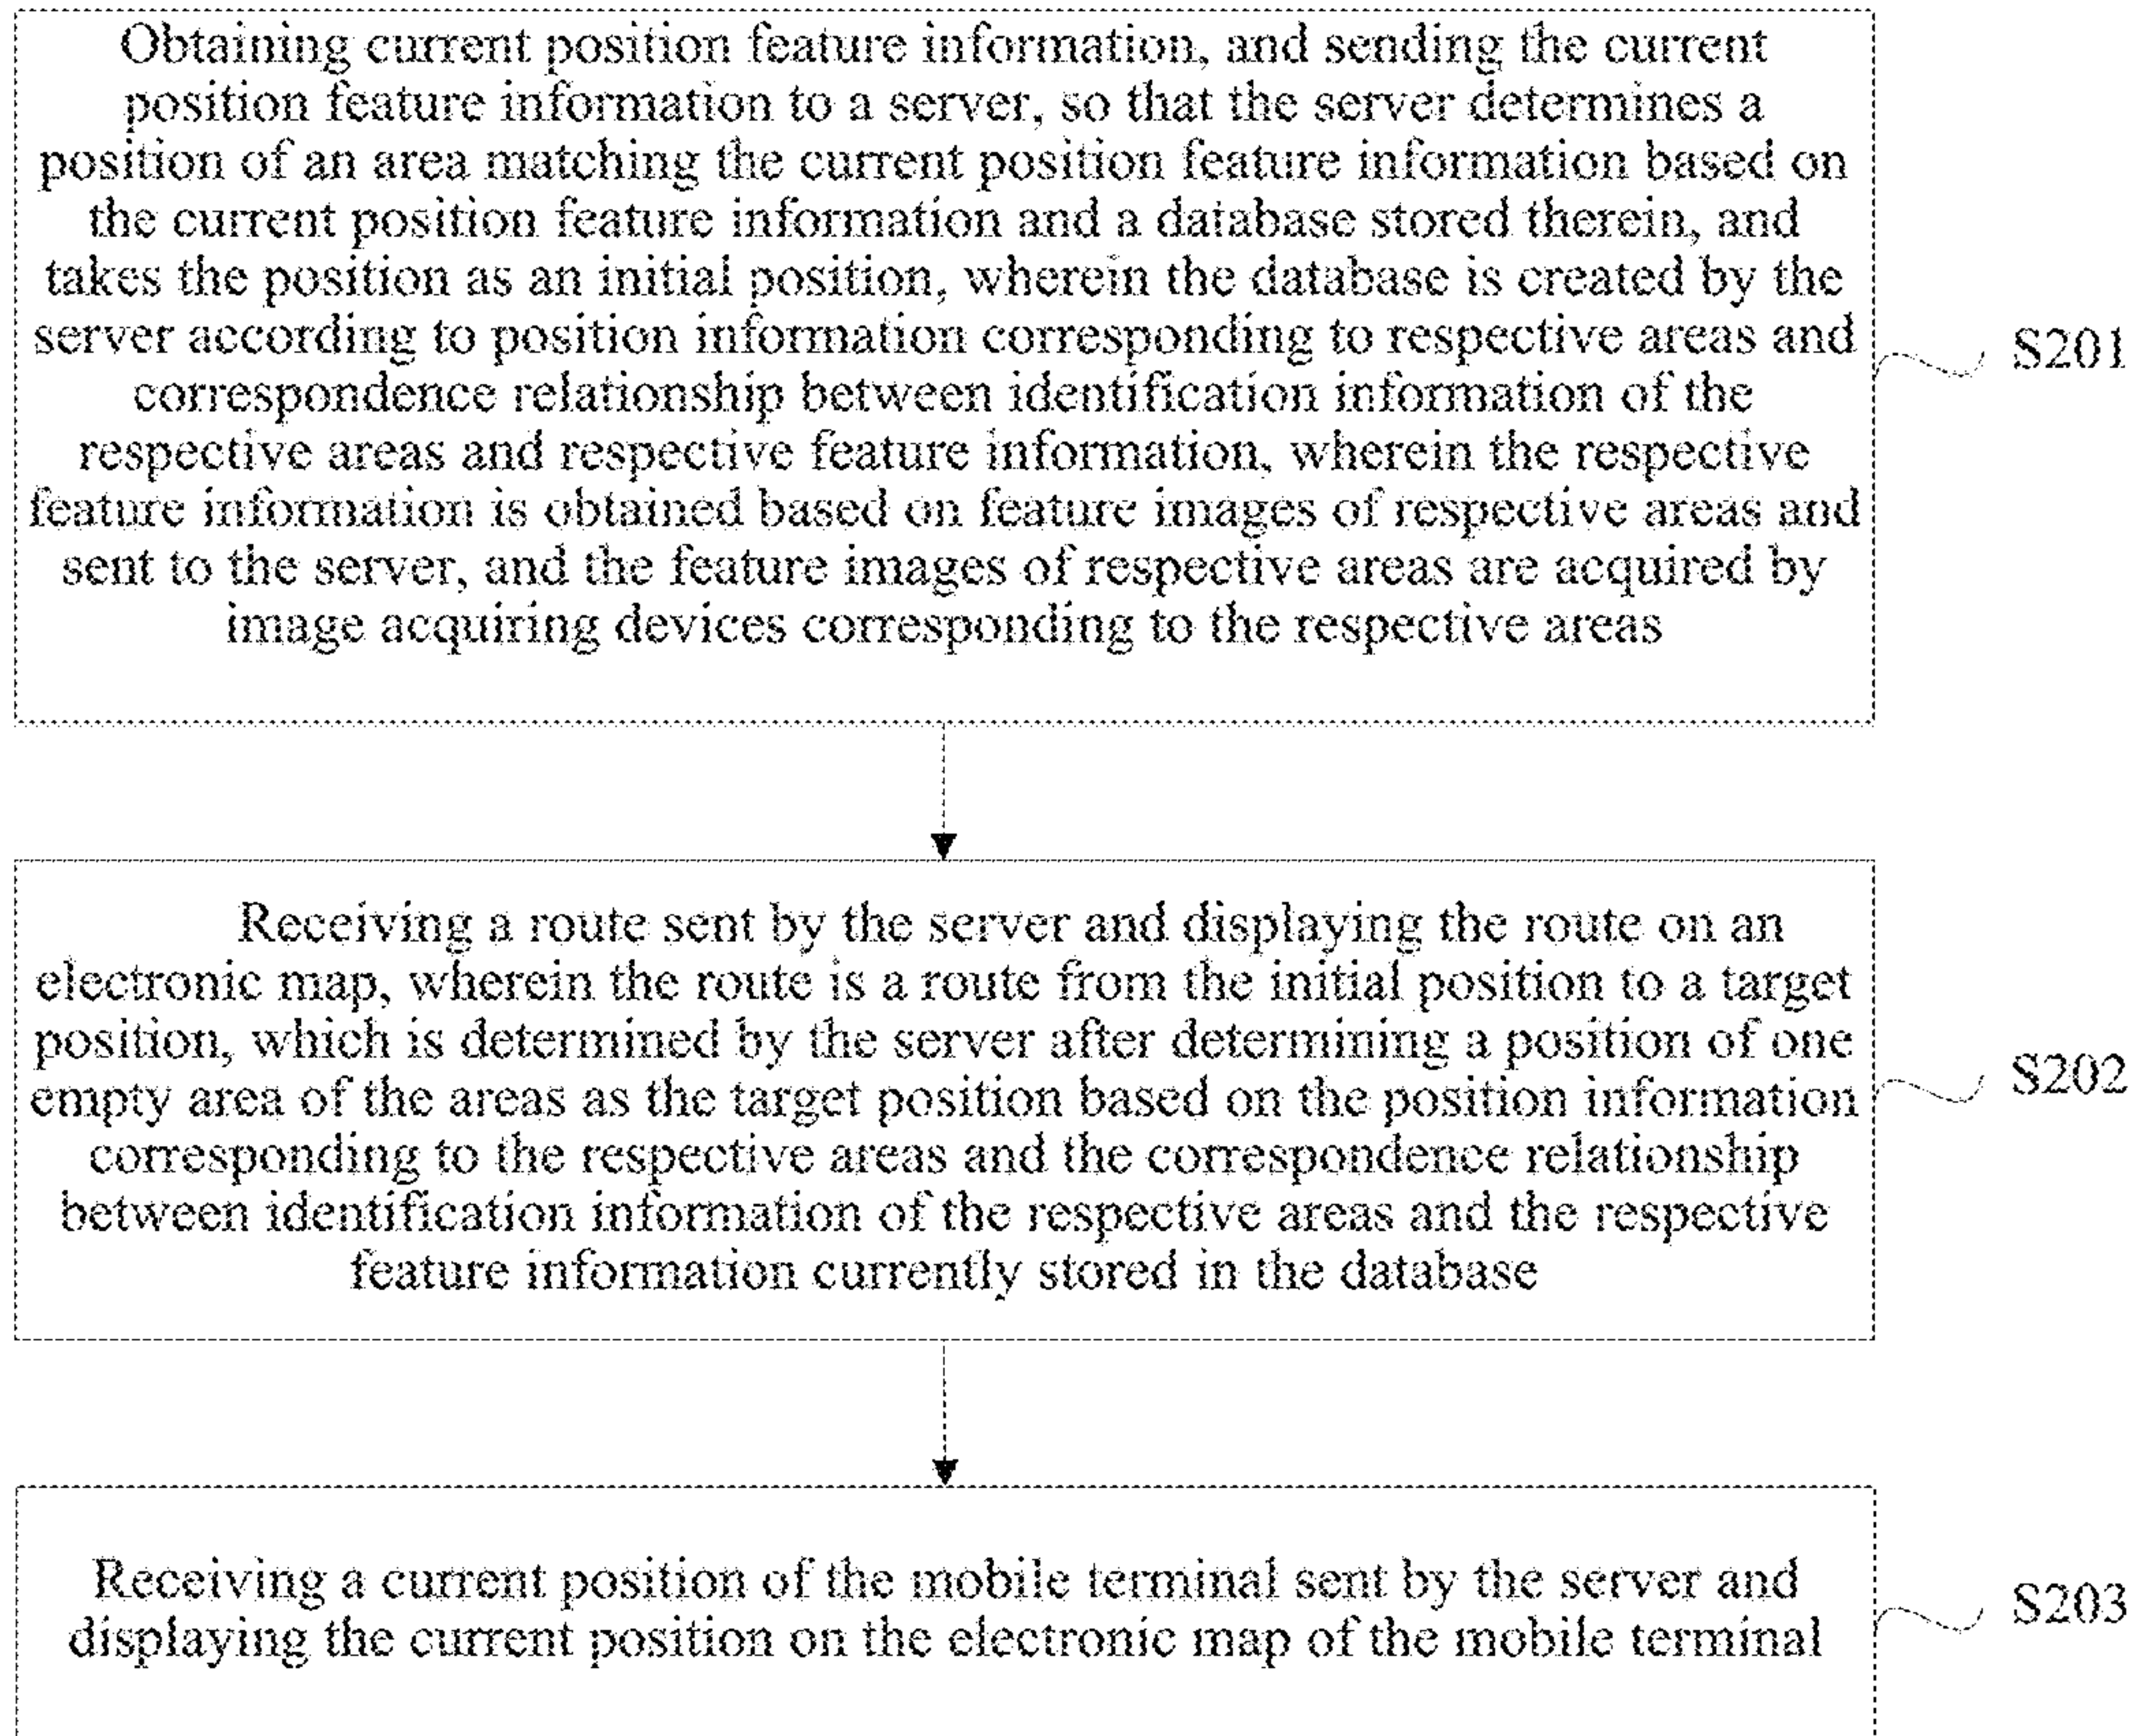 Obtaining current position feature information, and sending the current
position feature information to a server, so that the server determines a
position of an area matching the current position feature information based on
the current position feature information and a database stored therein, and
takes the position as an initial position, wherein the database is created by the
server according to position information corresponding to respective areas and
correspondence relationship between identification information of the
respective areas and respective feature information, wherein the respective
feature information is obtained based on feature images of respective areas and
sent to the server, and the feature images of respective areas are acquired by
image acquiring devices corresponding to the respective areas
S201
Receiving a route sent by the server and displaying the route on an
electronic map, wherein the route is a route from the initial position to a target
position, which is determined by the server after determining a position of one
empty area of the areas as the target position based on the position information
corresponding to the respective areas and the correspondence relationship
between identification information of the respective areas and the respective
feature information currently stored in the database
S202
Receiving a current position of the mobile terminal sent by the server and
displaying the current position on the electronic map of the mobile terminal
S203